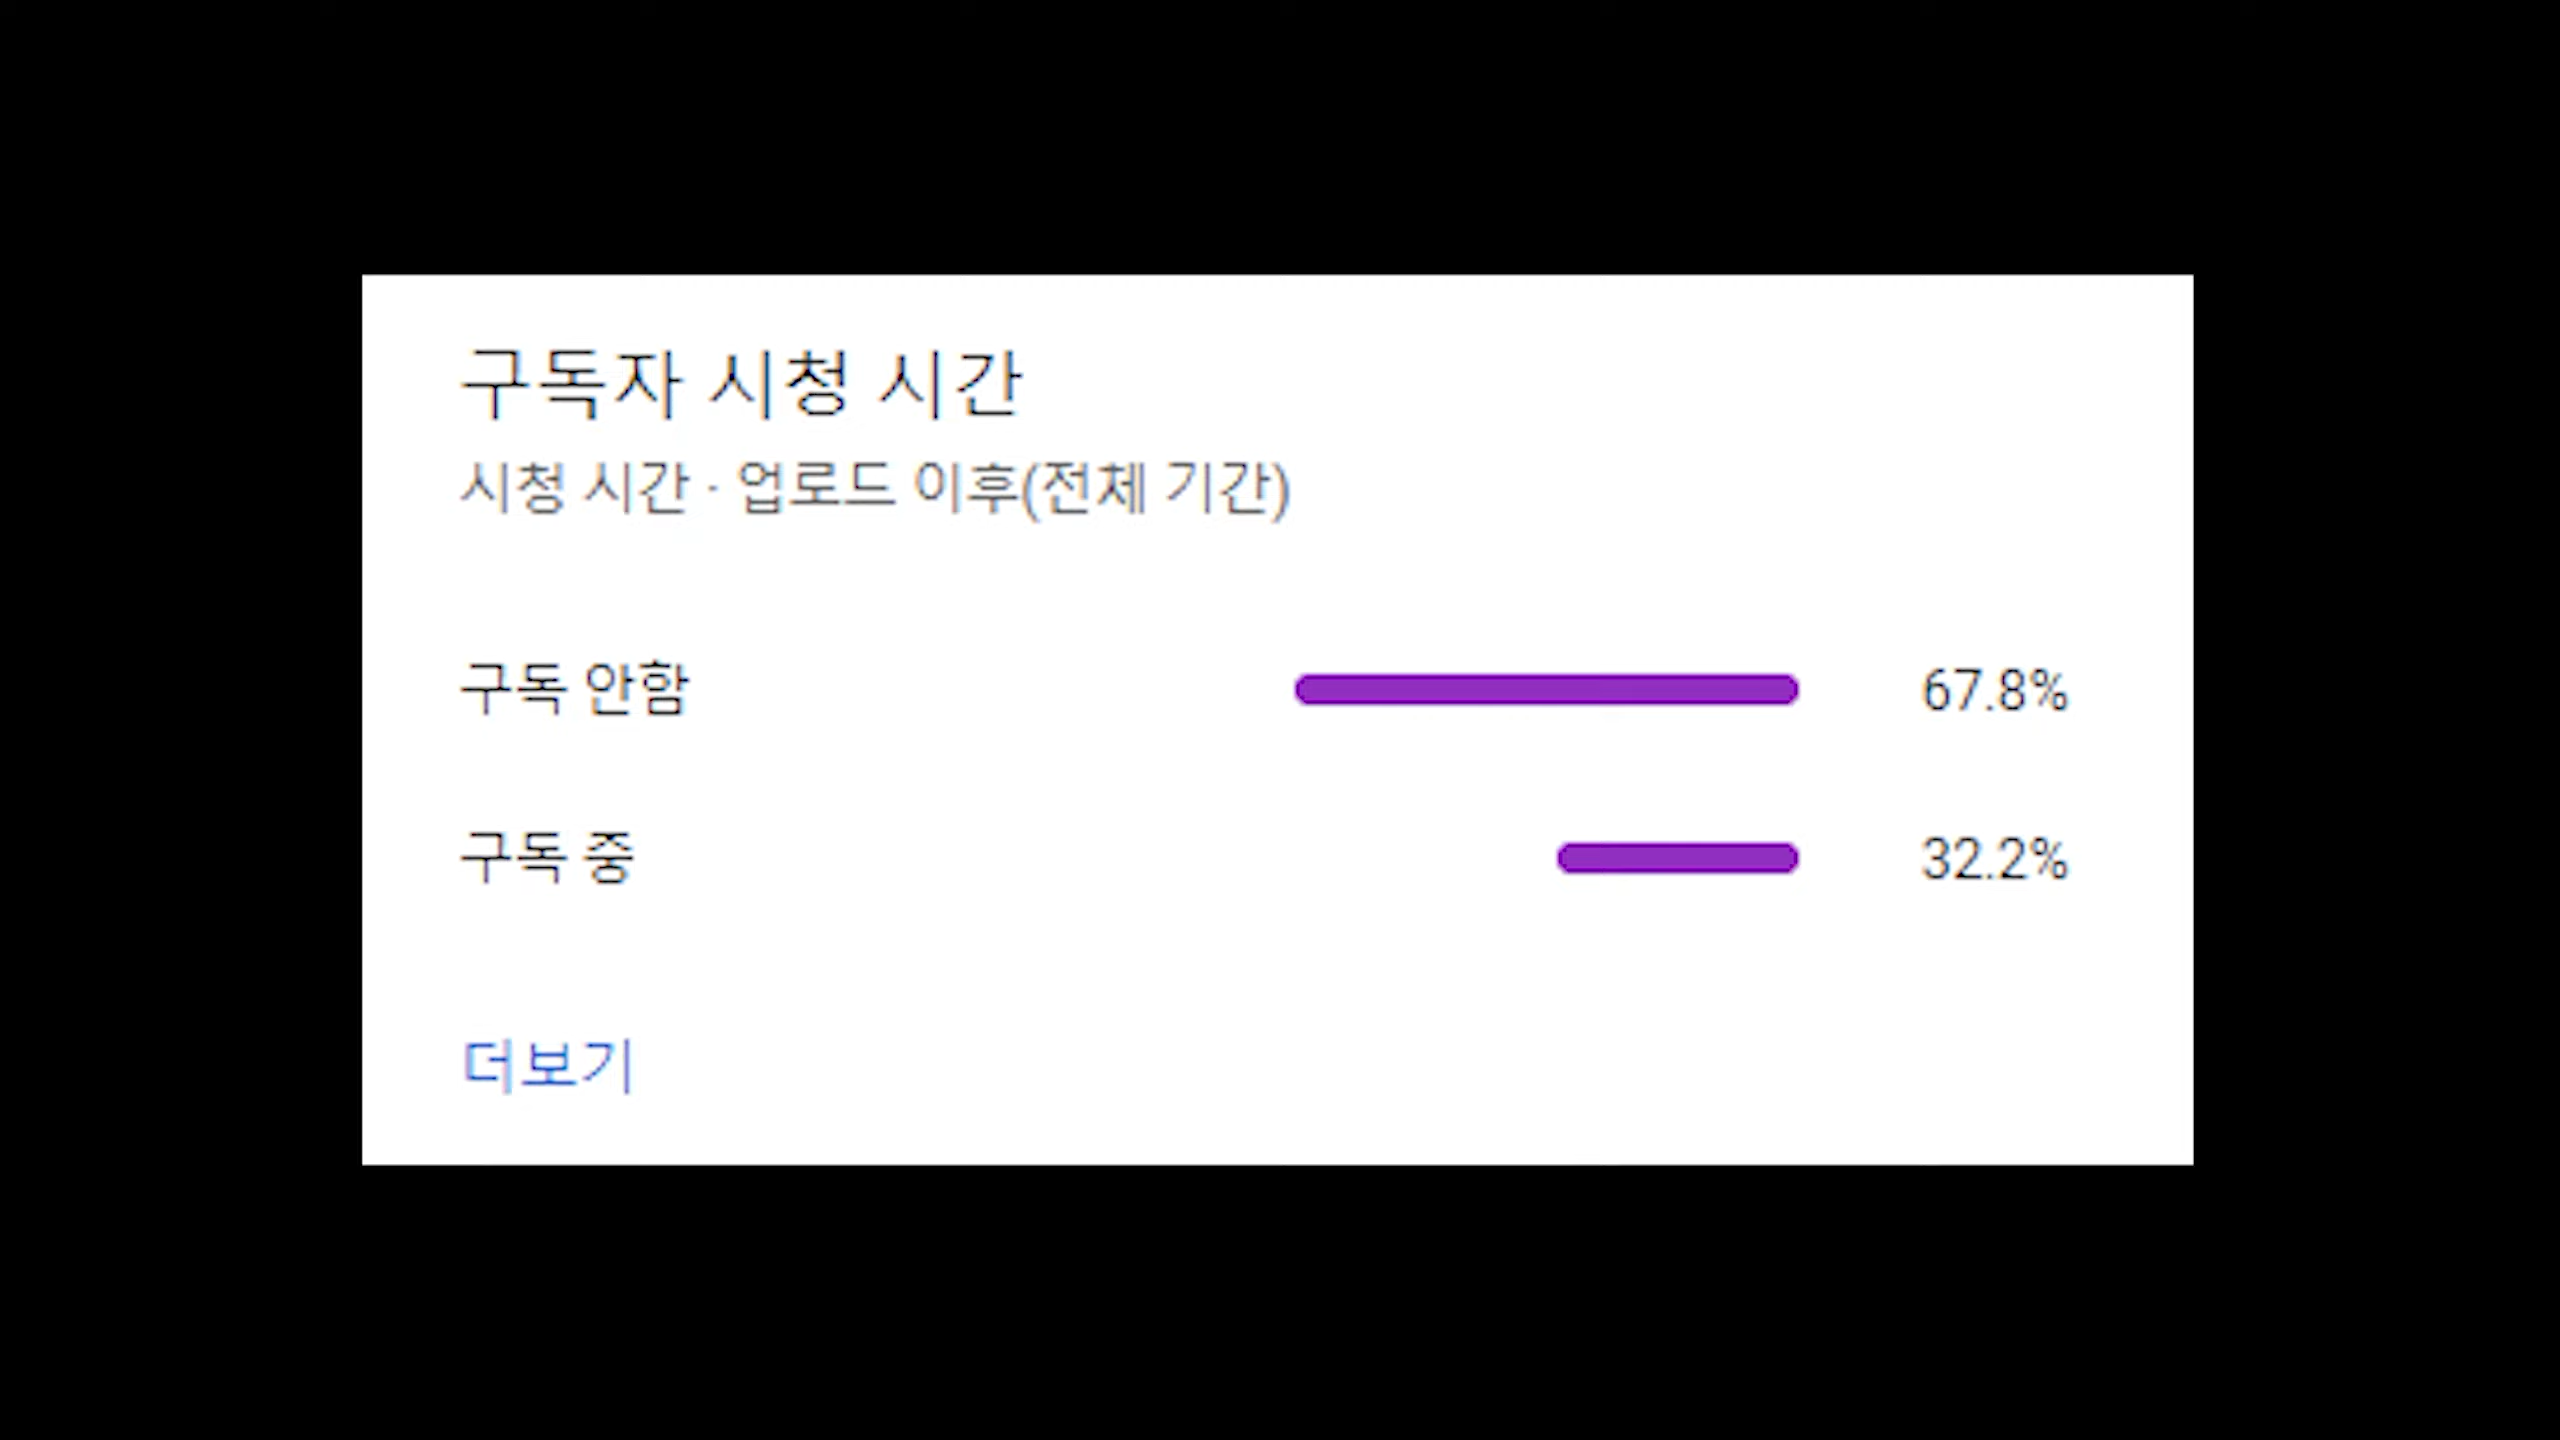 구독자 시청 시간
시청 시간 · 업로드 이후(전체 기간)
구독 안함 67.8%
구독 중 32.2%
더보기